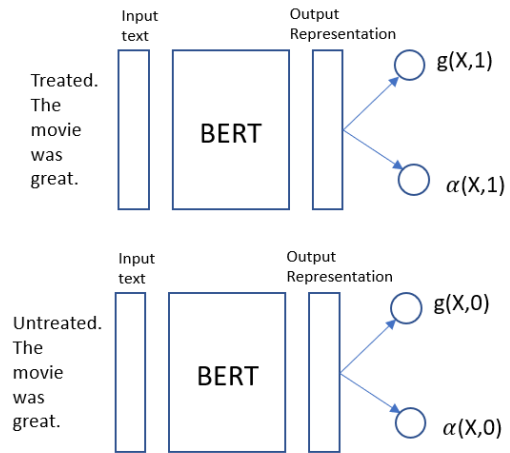 Input
text
Output
Representation
Treated.
The
movie
was
great.
BERT
g(X,1)
α(X,1)
Input
text
Output
Representation
Untreated.
The
movie
was
great.
BERT
g(X,0)
α(X,0)